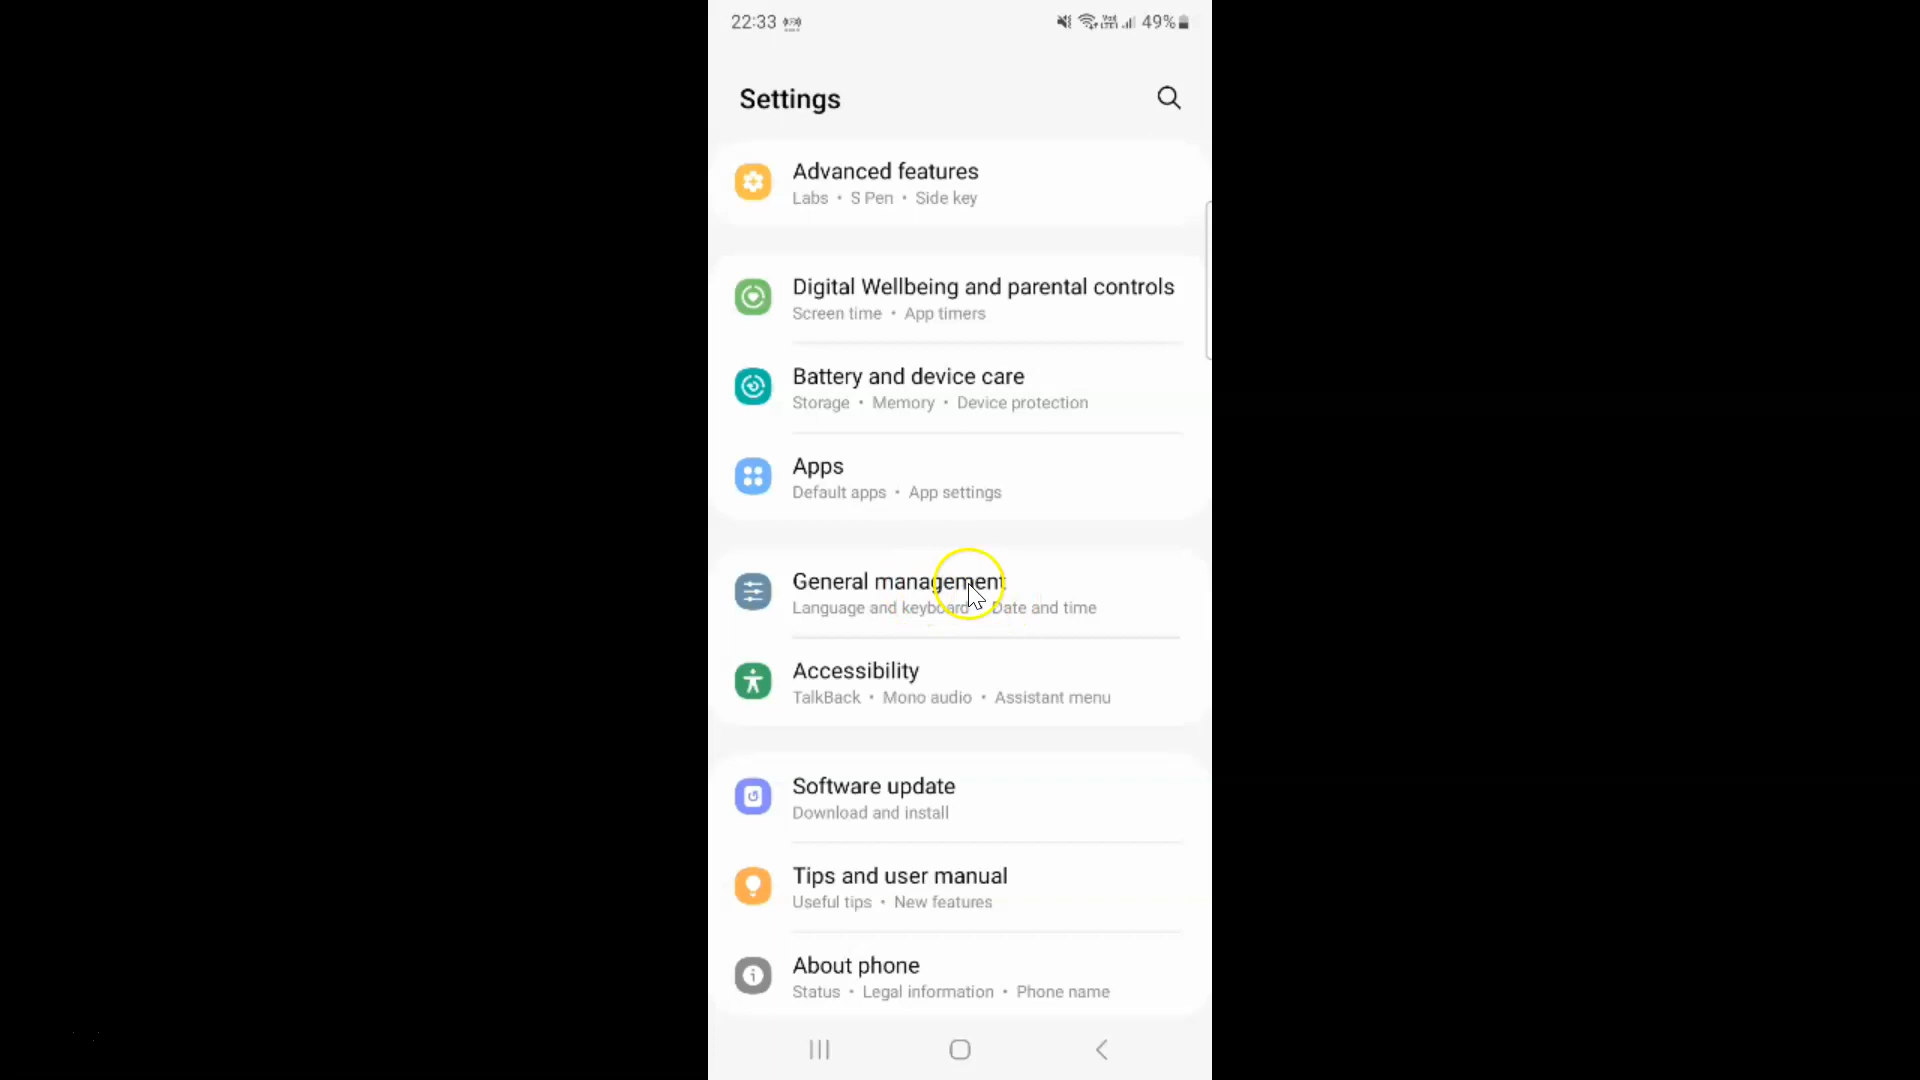 22:33 49%
Settings
Advanced features
Labs • S Pen • Side key
Digital Wellbeing and parental controls
Screen time • App timers
Battery and device care
Storage • Memory • Device protection
Apps
Default apps • App settings
General management
Language and keyboard • Date and time
Accessibility
TalkBack • Mono audio • Assistant menu
Software update
Download and install
Tips and user manual
Useful tips • New features
About phone
Status • Legal information • Phone name